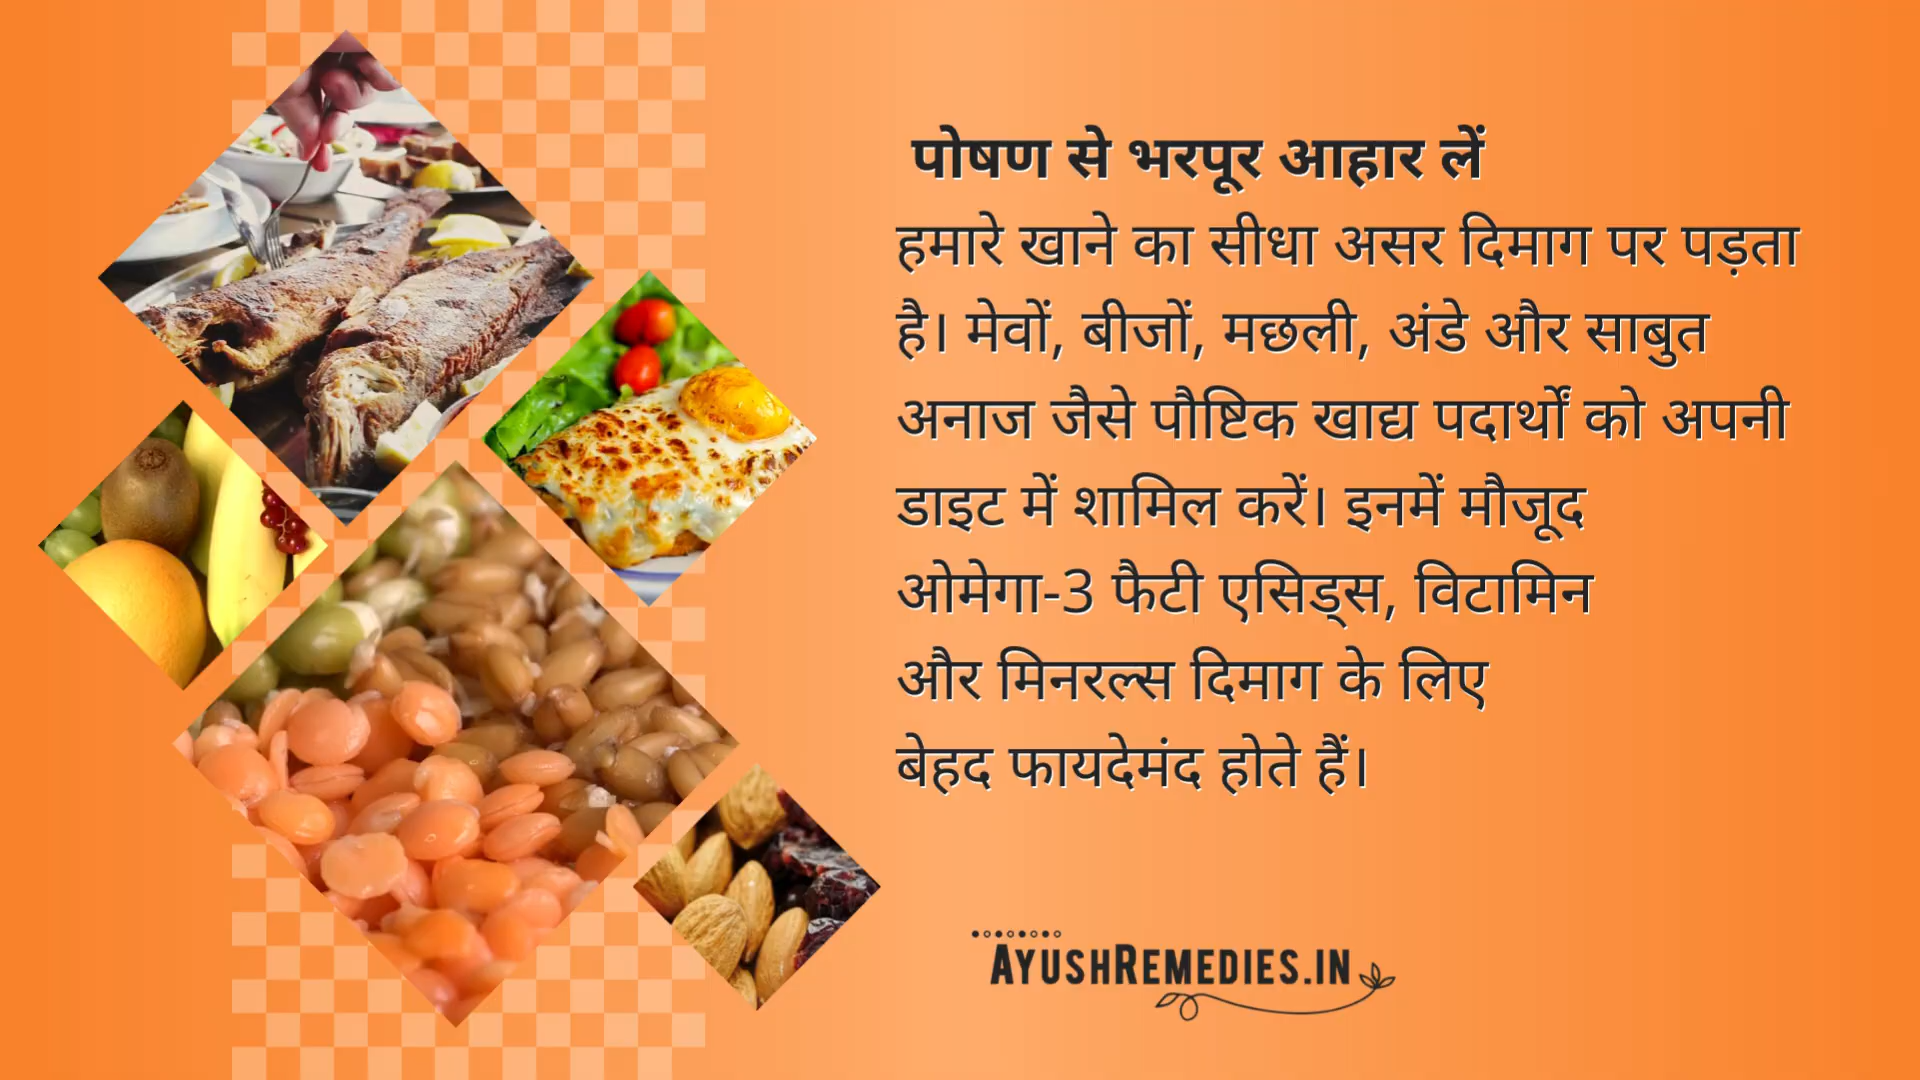 पोषण से भरपूर आहार लें
हमारे खाने का सीधा असर दिमाग पर पड़ता
है। मेवों, बीजों, मछली, अंडे और साबुत
अनाज जैसे पौष्टिक खाद्य पदार्थों को अपनी
डाइट में शामिल करें। इनमें मौजूद
ओमेगा-3 फैटी एसिड्स, विटामिन
और मिनरल्स दिमाग के लिए
बेहद फायदेमंद होते हैं।
AYUSHREMEDIES.IN